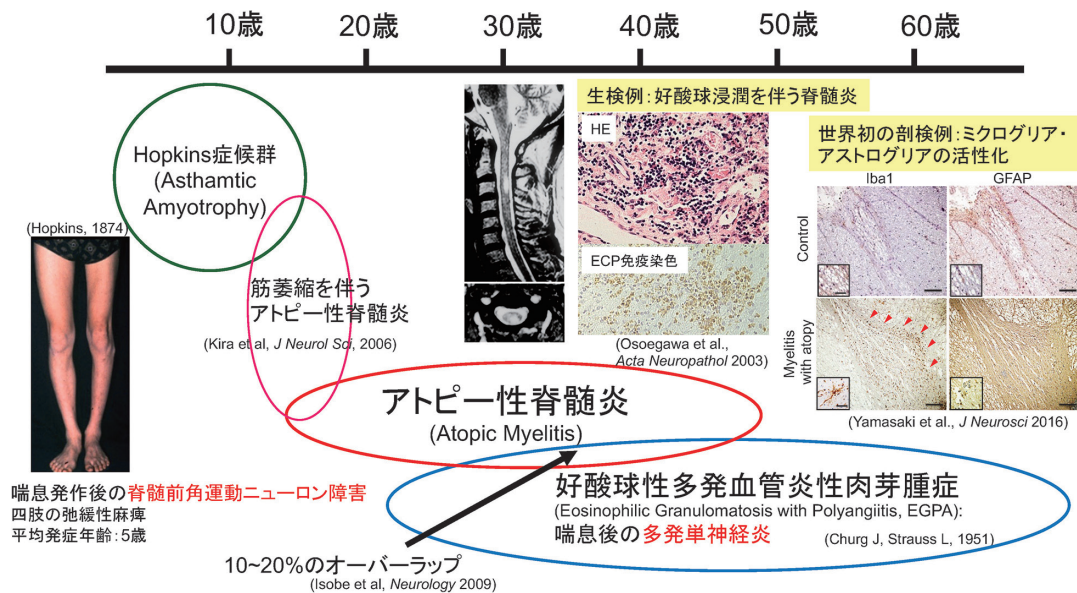 10歳
20歳
30歳
40歳
50歳
60歳
Hopkins症候群
(Asthamtic
Amyotrophy)
(Hopkins, 1874)
筋萎縮を伴う
アトピー性脊髄炎
(Kira et al, J Neurol Sci, 2006)
生検例：好酸球浸潤を伴う脊髄炎
HE
ECP免疫染色
(Osoegawa et al.,
Acta Neuropathol 2003)
世界初の剖検例：ミクログリア・
アストログリアの活性化
Iba1
GFAP
Control
Myelitis
with atopy
(Yamasaki et al., J Neurosci 2016)
アトピー性脊髄炎
(Atopic Myelitis)
喘息発作後の脊髄前角運動ニューロン障害
四肢の弛緩性麻痺
平均発症年齢：5歳
好酸球性多発血管炎性肉芽腫症
(Eosinophilic Granulomatosis with Polyangiitis, EGPA):
喘息後の多発単神経炎
(Churg J, Strauss L, 1951)
10~20%のオーバーラップ
(Isobe et al, Neurology 2009)